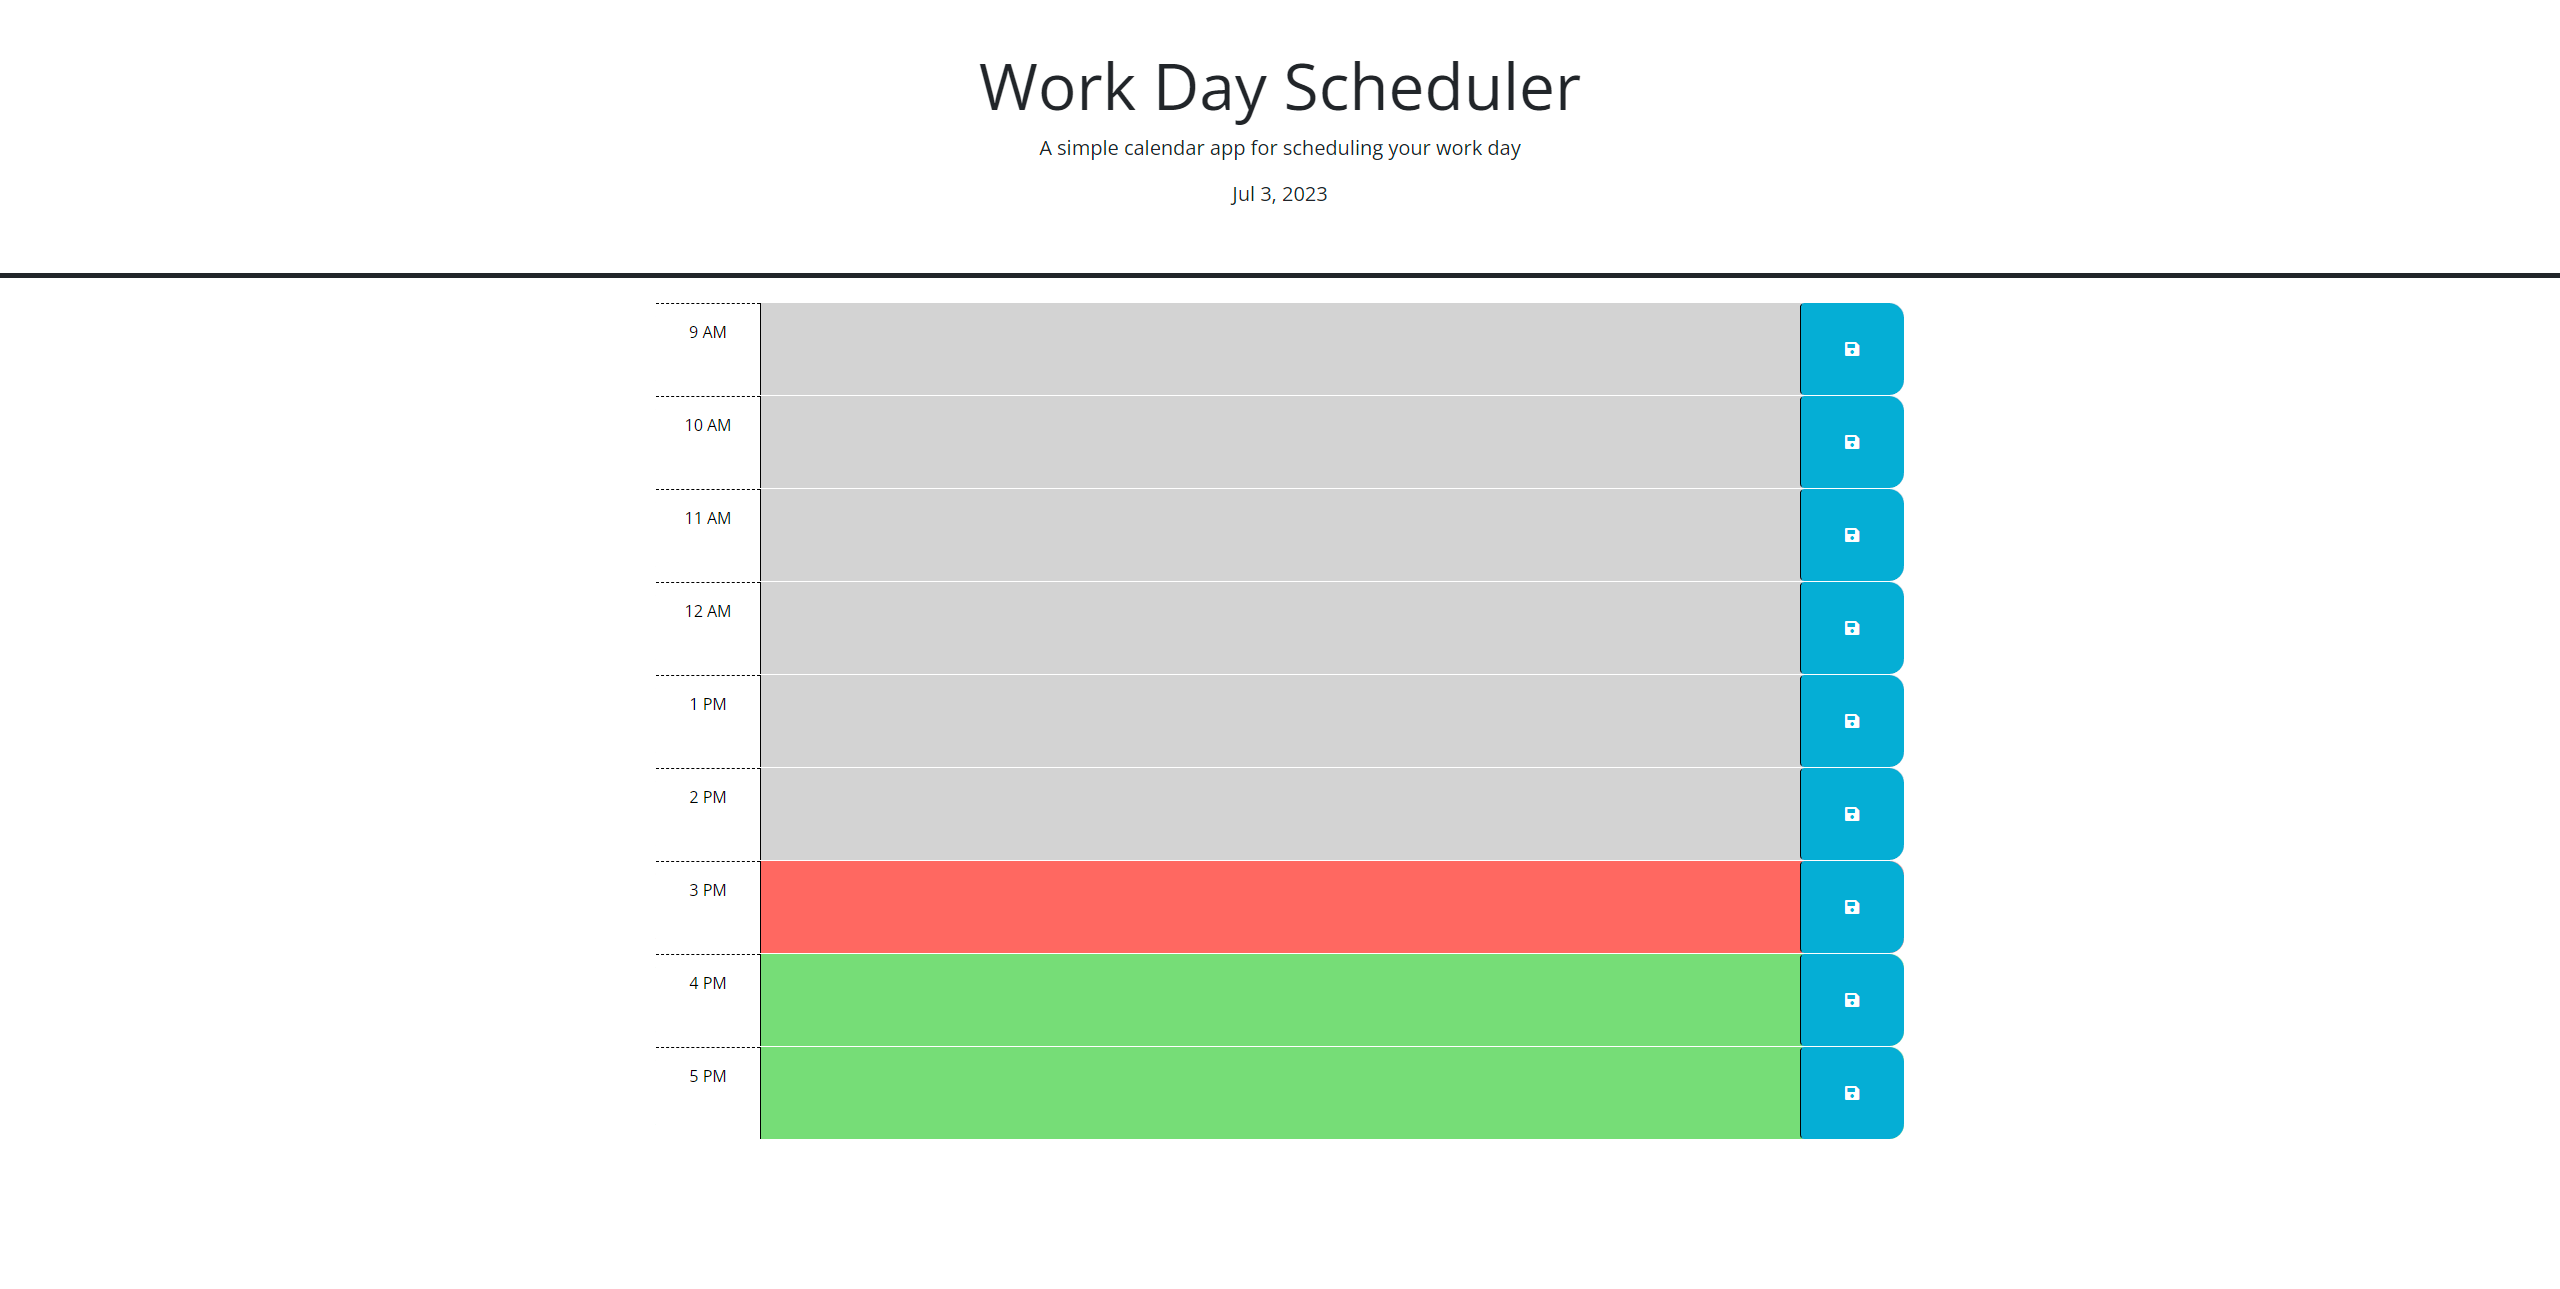 Work Day Scheduler
A simple calendar app for scheduling your work day
Jul 3, 2023
9 AM
10 AM
11 AM
12 AM
1 PM
2 PM
3 PM
4 PM
5 PM